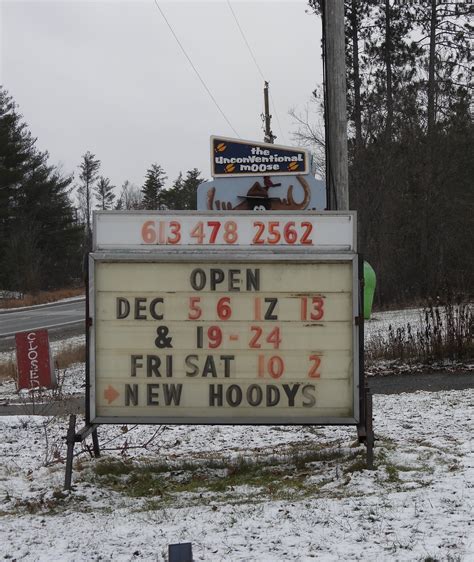 the
UnconVentional
mOOse
613 478 2562
OPEN
DEC 5 6 1Z 13
& 19-24
FRI SAT 10 2
NEW HOODYS
CLOSED